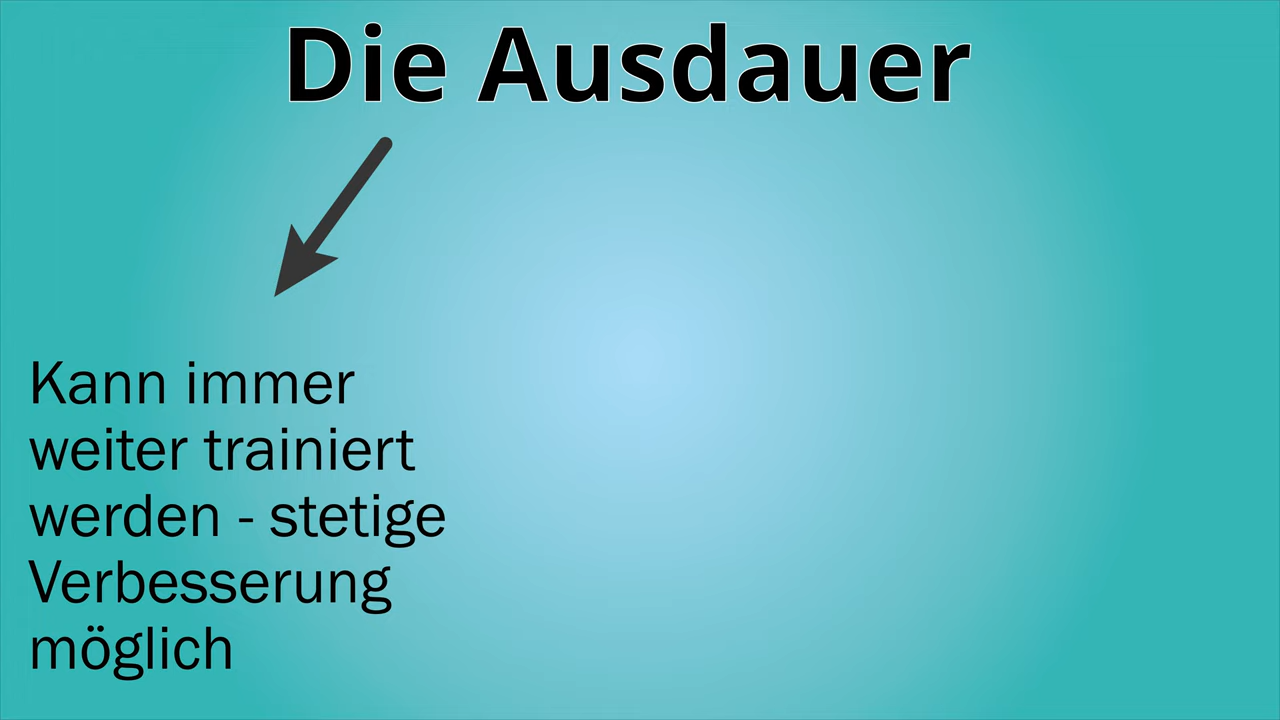 Die Ausdauer
Kann immer
weiter trainiert
werden - stetige
Verbesserung
möglich